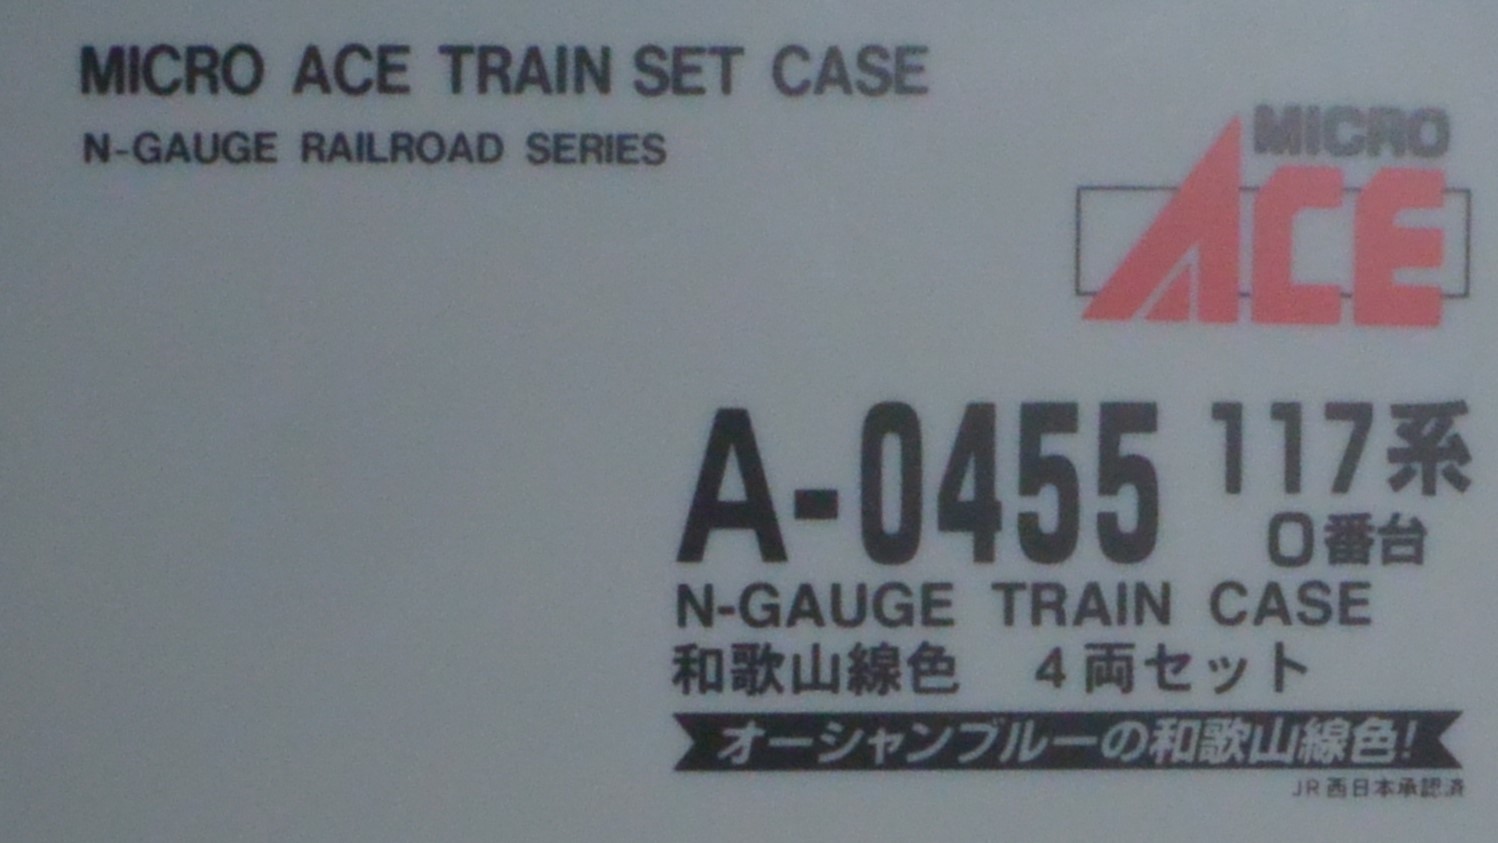 MICRO ACE TRAIN SET CASE
N-GAUGE RAILROAD SERIES
MICRO
ACE
A-0455 117系
0番台
N-GAUGE TRAIN CASE
和歌山線色 4両セット
オーシャンブルーの和歌山線色!
JR西日本承認済